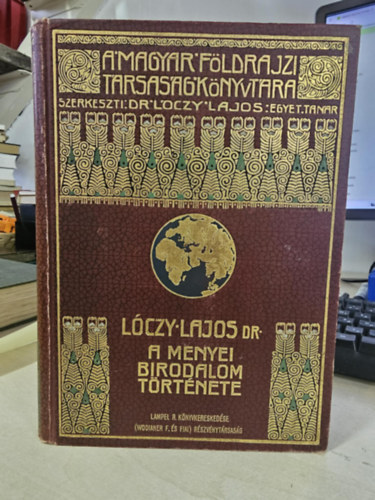 A·MAGYAR·FÖLDRAJZI
TÁRSASÁG·KÖNYVTÁRA
SZERKESZTI:DR·LÓCZY·LAJOS:EGYET.TANÁR
LÓCZY·LAJOS DR·
A MENYEI
BIRODALOM
TÖRTÉNETE
LAMPEL R. KÖNYVKERESKEDÉSE
(WODIANER F. ÉS FIAI) RÉSZVÉNYTÁRSASÁG